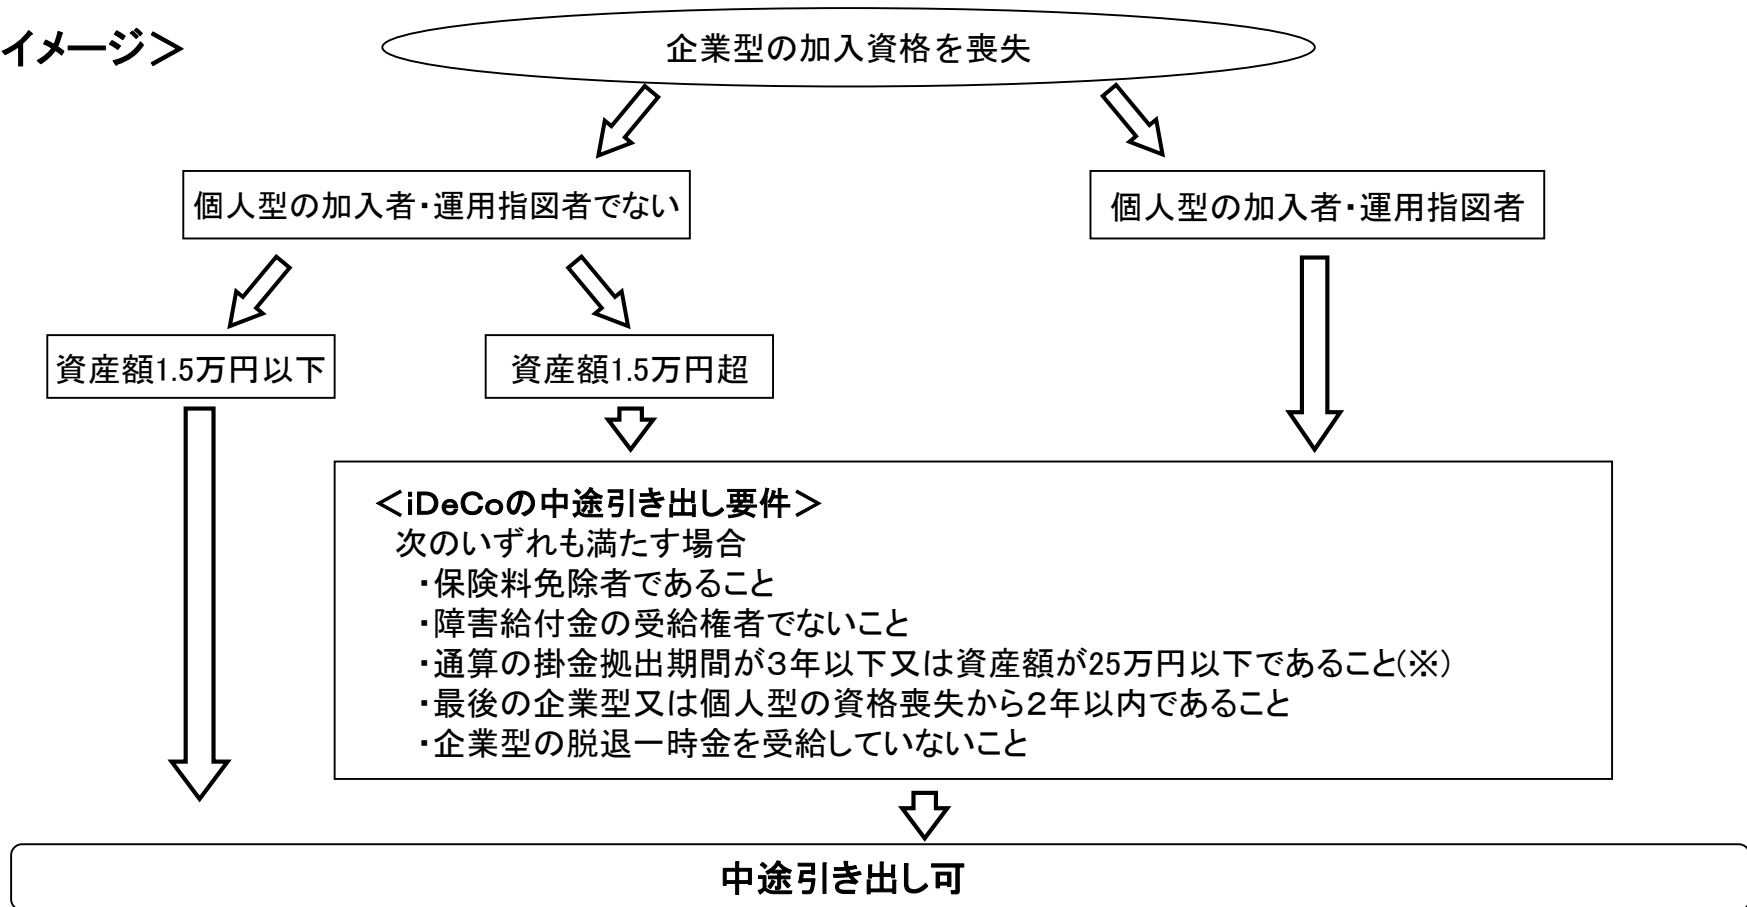 イメージ＞
企業型の加入資格を喪失
個人型の加入者・運用指図者でない
個人型の加入者・運用指図者
資産額1.5万円以下
資産額1.5万円超
＜iDeCoの中途引き出し要件＞
次のいずれも満たす場合
・保険料免除者であること
・障害給付金の受給権者でないこと
・通算の掛金拠出期間が３年以下又は資産額が25万円以下であること(※)
・最後の企業型又は個人型の資格喪失から２年以内であること
・企業型の脱退一時金を受給していないこと
中途引き出し可